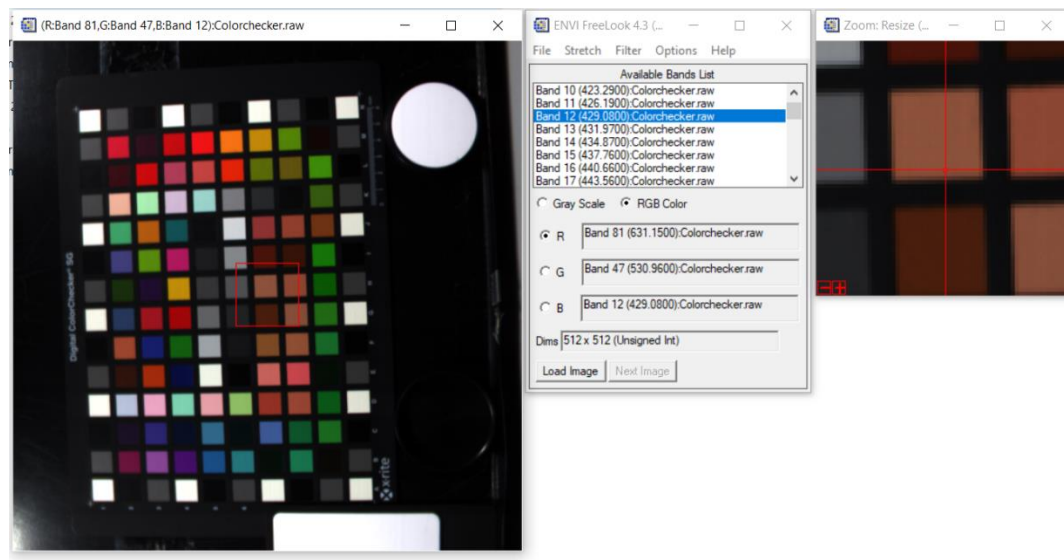 (R:Band 81,G:Band 47,B:Band 12):Colorchecker.raw
Digital ColorChecker® SG
x·rite
ENVI FreeLook 4.3 (...
File Stretch Filter Options Help
Available Bands List
Band 10 (423.2900):Colorchecker.raw
Band 11 (426.1900):Colorchecker.raw
Band 12 (429.0800):Colorchecker.raw
Band 13 (431.9700):Colorchecker.raw
Band 14 (434.8700):Colorchecker.raw
Band 15 (437.7600):Colorchecker.raw
Band 16 (440.6600):Colorchecker.raw
Band 17 (443.5600):Colorchecker.raw
Gray Scale RGB Color
R Band 81 (631.1500):Colorchecker.raw
G Band 47 (530.9600):Colorchecker.raw
B Band 12 (429.0800):Colorchecker.raw
Dims 512 x 512 (Unsigned Int)
Load Image Next Image
Zoom: Resize (...